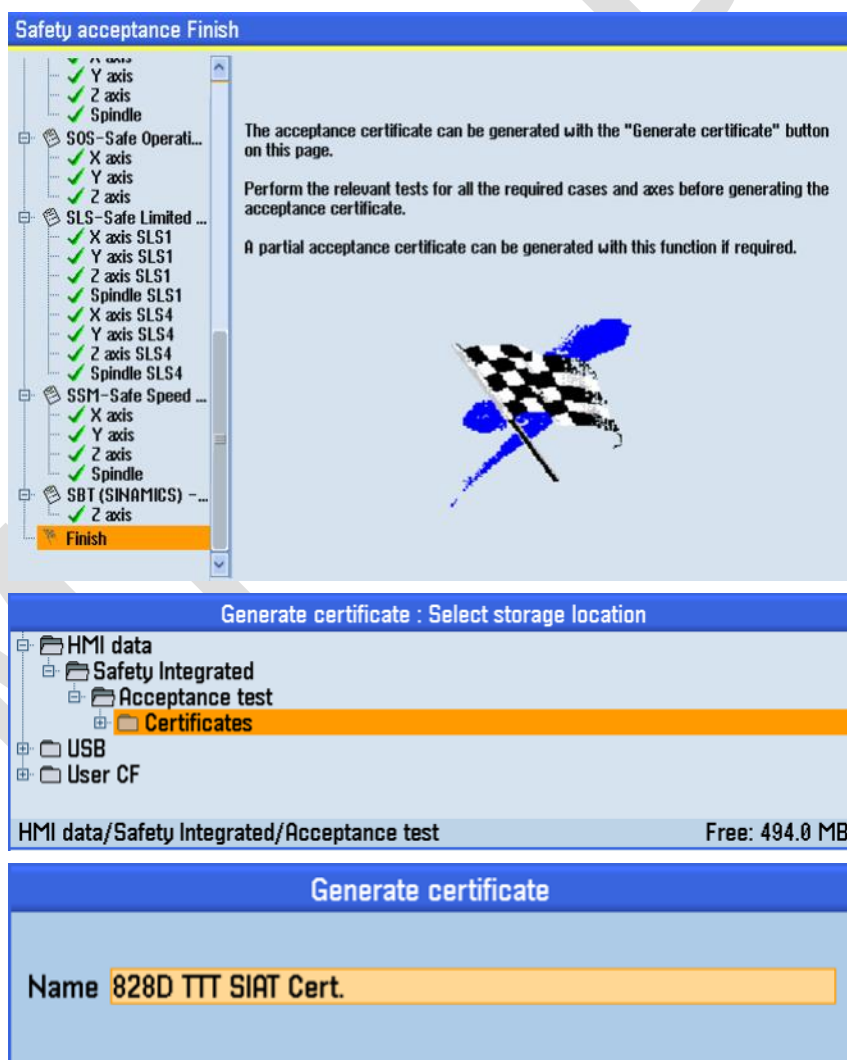 Safety acceptance Finish
Y axis
Z axis
Spindle
SOS-Safe Operati...
X axis
Y axis
Z axis
SLS-Safe Limited ...
X axis SLS1
Y axis SLS1
Z axis SLS1
Spindle SLS1
X axis SLS4
Y axis SLS4
Z axis SLS4
Spindle SLS4
SSM-Safe Speed ...
X axis
Y axis
Z axis
Spindle
SBT (SINAMICS) -...
Z axis
Finish
The acceptance certificate can be generated with the "Generate certificate" button
on this page.
Perform the relevant tests for all the required cases and axes before generating the
acceptance certificate.
A partial acceptance certificate can be generated with this function if required.
Generate certificate : Select storage location
HMI data
Safety Integrated
Acceptance test
Certificates
USB
User CF
HMI data/Safety Integrated/Acceptance test Free: 494.0 MB
Generate certificate
Name 828D TTT SIAT Cert.